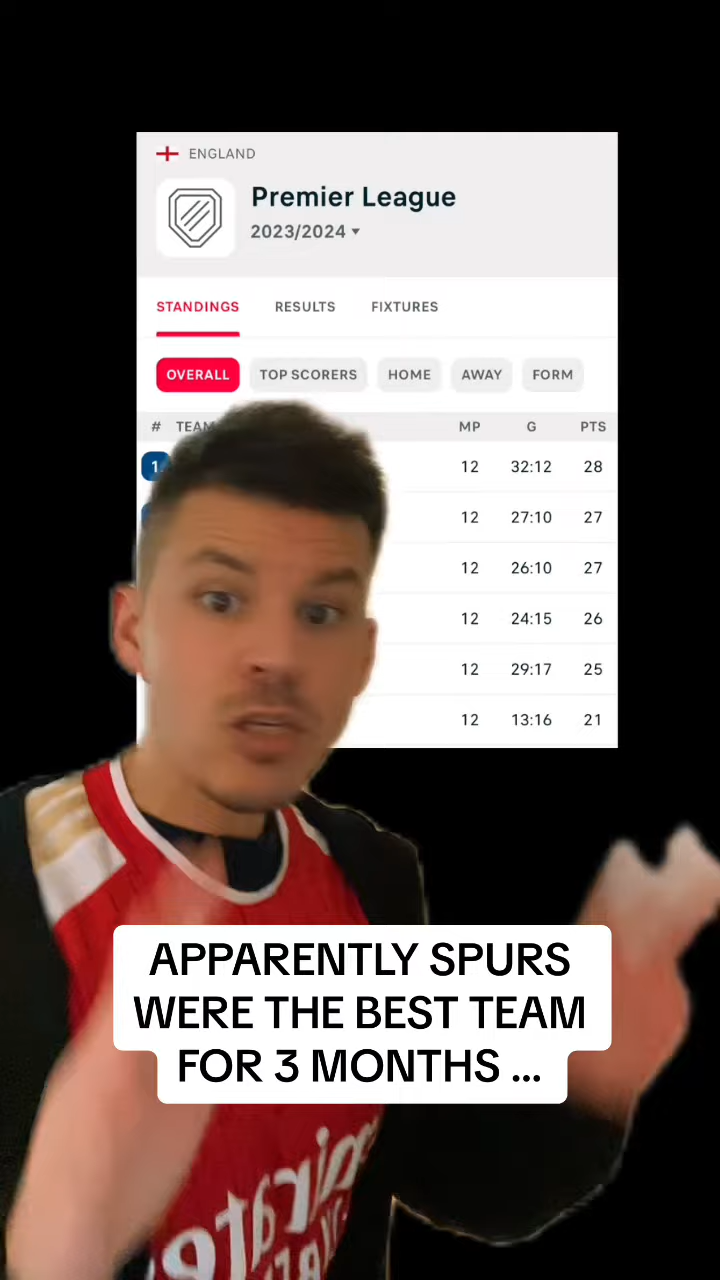 ENGLAND
Premier League
2023/2024
STANDINGS RESULTS FIXTURES
OVERALL TOP SCORERS HOME AWAY FORM
# TEAM MP G PTS
1. 12 32:12 28
12 27:10 27
12 26:10 27
12 24:15 26
12 29:17 25
12 13:16 21
APPARENTLY SPURS
WERE THE BEST TEAM
FOR 3 MONTHS ...